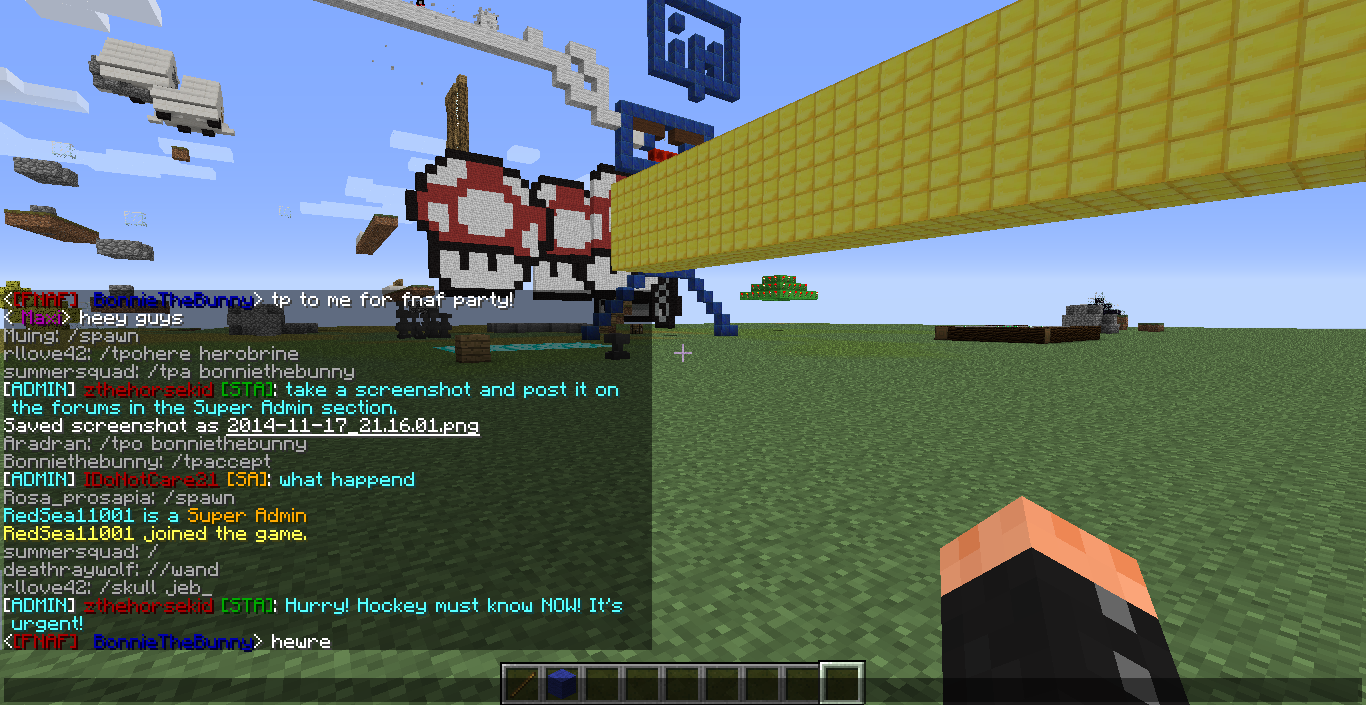 <[FNAF] BonnieTheBunny> tp to me for fnaf party!
< Maxi> heey guys
Muing: /spawn
rllove42: /tpohere herobrine
summersquad: /tpa bonniethebunny
[ADMIN] zthehorsekid [STA]: take a screenshot and post it on
the forums in the Super Admin section.
Saved screenshot as 2014-11-17_21.16.01.png
Aradran: /tpo bonniethebunny
Bonniethebunny: /tpaccept
[ADMIN] IDoNotCare21 [SA]: what happend
Rosa_prosapia: /spawn
RedSea11001 is a Super Admin
RedSea11001 joined the game.
summersquad: /
deathraywolf: //wand
rllove42: /skull jeb_
[ADMIN] zthehorsekid [STA]: Hurry! Hockey must know NOW! It's
urgent!
<[FNAF] BonnieTheBunny> hewre